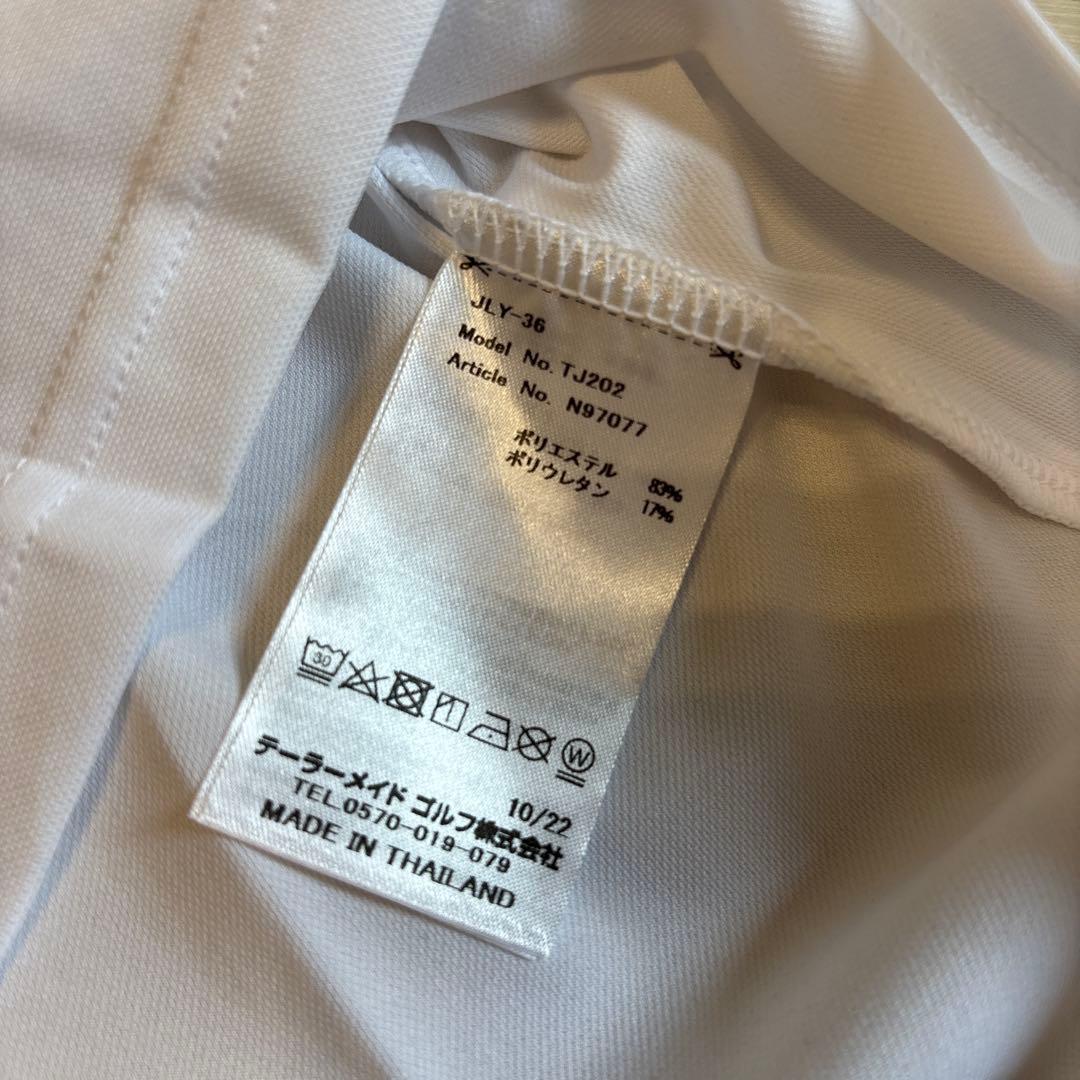 JLY-36
Model No. TJ202
Article No. N97077
ポリエステル 83%
ポリウレタン 17%
30
W
10/22
テーラーメイド ゴルフ株式会社
TEL.0570-019-079
MADE IN THAILAND